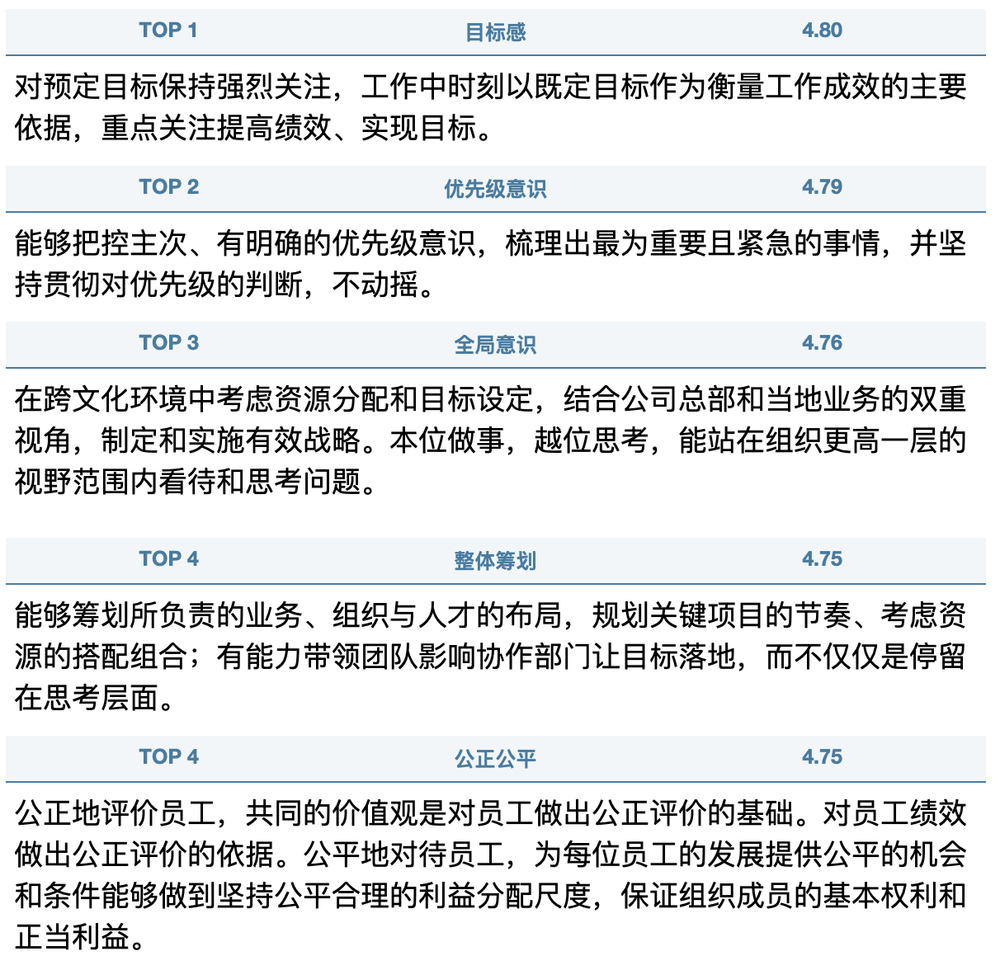 TOP 1 目标感 4.80
对预定目标保持强烈关注，工作中时刻以既定目标作为衡量工作成效的主要
依据，重点关注提高绩效、实现目标。
TOP 2 优先级意识 4.79
能够把控主次、有明确的优先级意识，梳理出最为重要且紧急的事情，并坚
持贯彻对优先级的判断，不动摇。
TOP 3 全局意识 4.76
在跨文化环境中考虑资源分配和目标设定，结合公司总部和当地业务的双重
视角，制定和实施有效战略。本位做事，越位思考，能站在组织更高一层的
视野范围内看待和思考问题。
TOP 4 整体筹划 4.75
能够筹划所负责的业务、组织与人才的布局，规划关键项目的节奏、考虑资
源的搭配组合；有能力带领团队影响协作部门让目标落地，而不仅仅是停留
在思考层面。
TOP 4 公正公平 4.75
公正地评价员工，共同的价值观是对员工做出公正评价的基础。对员工绩效
做出公正评价的依据。公平地对待员工，为每位员工的发展提供公平的机会
和条件能够做到坚持公平合理的利益分配尺度，保证组织成员的基本权利和
正当利益。